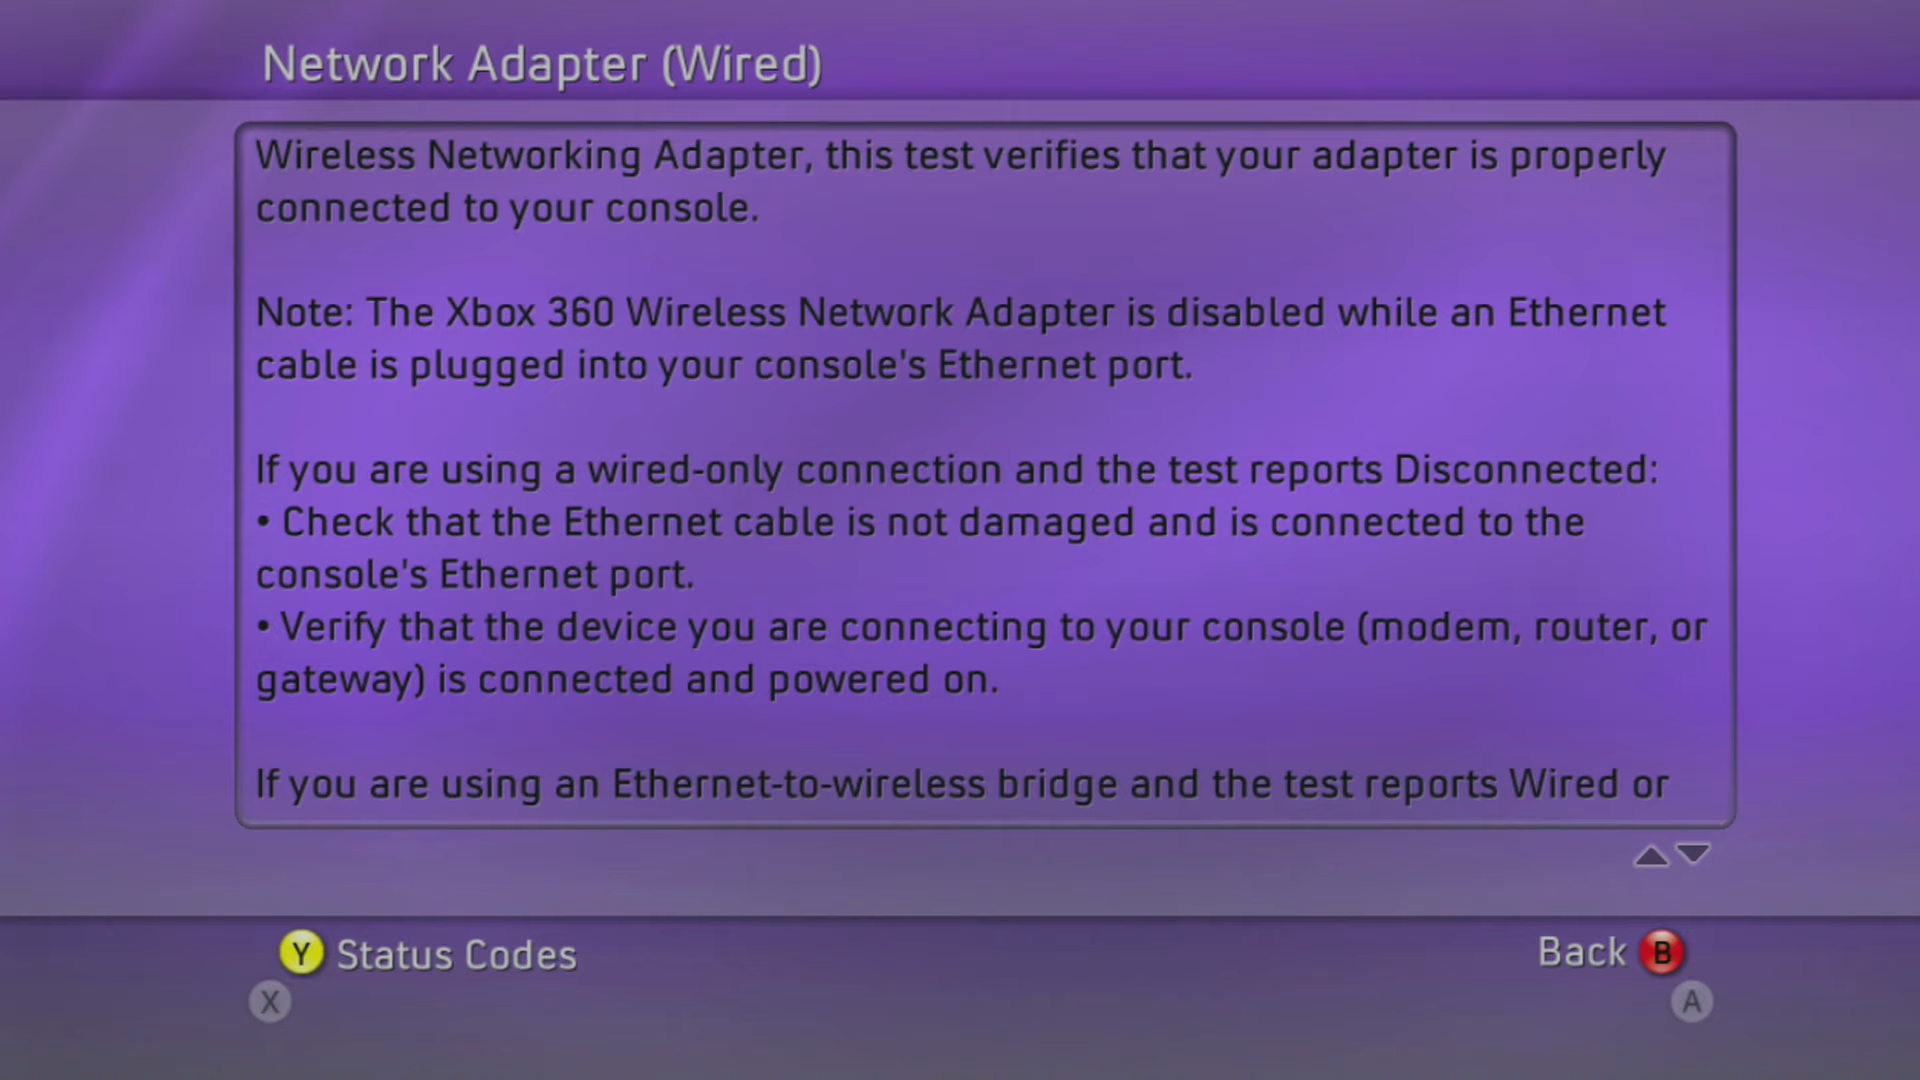 Network Adapter (Wired)
Wireless Networking Adapter, this test verifies that your adapter is properly
connected to your console.
Note: The Xbox 360 Wireless Network Adapter is disabled while an Ethernet
cable is plugged into your console's Ethernet port.
If you are using a wired-only connection and the test reports Disconnected:
• Check that the Ethernet cable is not damaged and is connected to the
console's Ethernet port.
• Verify that the device you are connecting to your console (modem, router, or
gateway) is connected and powered on.
If you are using an Ethernet-to-wireless bridge and the test reports Wired or
Y Status Codes
Back B
X
A